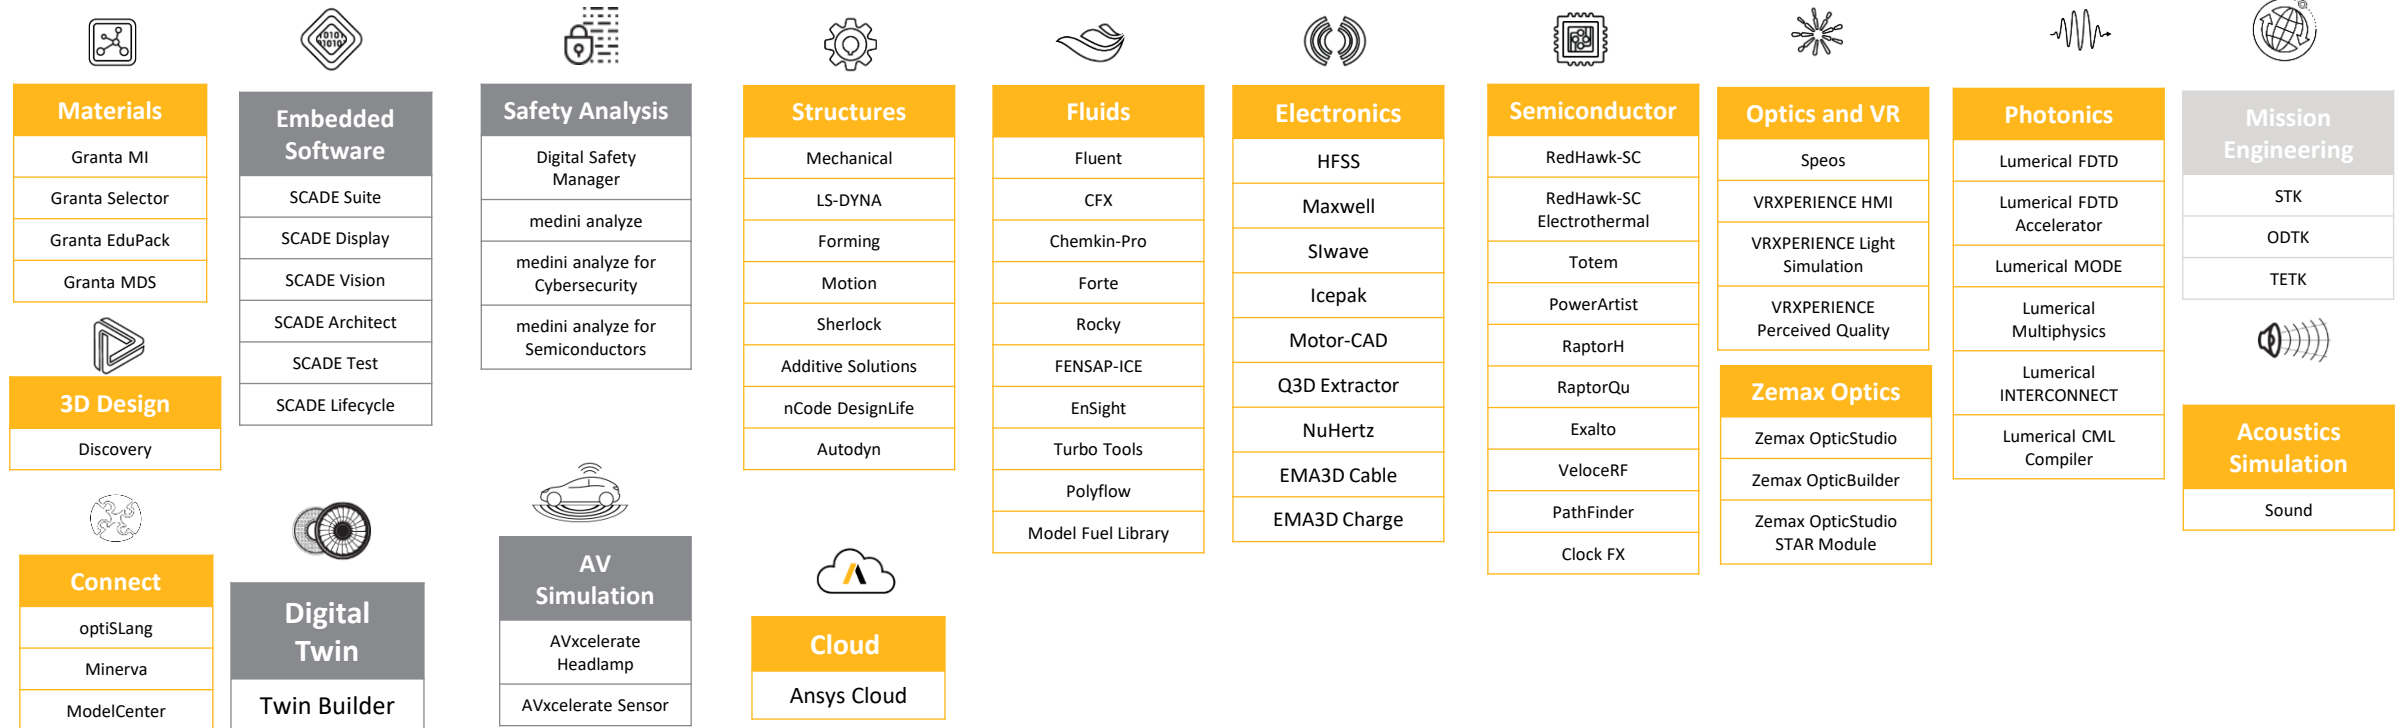 Materials
Granta MI
Granta Selector
Granta EduPack
Granta MDS
3D Design
Discovery
Connect
optiSLang
Minerva
ModelCenter
Embedded
Software
SCADE Suite
SCADE Display
SCADE Vision
SCADE Architect
SCADE Test
SCADE Lifecycle
Digital
Twin
Twin Builder
Safety Analysis
Digital Safety
Manager
medini analyze
medini analyze for
Cybersecurity
medini analyze for
Semiconductors
AV
Simulation
AVxcelerate
Headlamp
AVxcelerate Sensor
Structures
Mechanical
LS-DYNA
Forming
Motion
Sherlock
Additive Solutions
nCode DesignLife
Autodyn
Cloud
Ansys Cloud
Fluids
Fluent
CFX
Chemkin-Pro
Forte
Rocky
FENSAP-ICE
EnSight
Turbo Tools
Polyflow
Model Fuel Library
Electronics
HFSS
Maxwell
SIwave
Icepak
Motor-CAD
Q3D Extractor
NuHertz
EMA3D Cable
EMA3D Charge
Semiconductor
RedHawk-SC
RedHawk-SC
Electrothermal
Totem
PowerArtist
RaptorH
RaptorQu
Exalto
VeloceRF
PathFinder
Clock FX
Optics and VR
Speos
VRXPERIENCE HMI
VRXPERIENCE Light
Simulation
VRXPERIENCE
Perceived Quality
Zemax Optics
Zemax OpticStudio
Zemax OpticBuilder
Zemax OpticStudio
STAR Module
Photonics
Lumerical FDTD
Lumerical FDTD
Accelerator
Lumerical MODE
Lumerical
Multiphysics
Lumerical
INTERCONNECT
Lumerical CML
Compiler
Mission
Engineering
STK
ODTK
TETK
Acoustics
Simulation
Sound